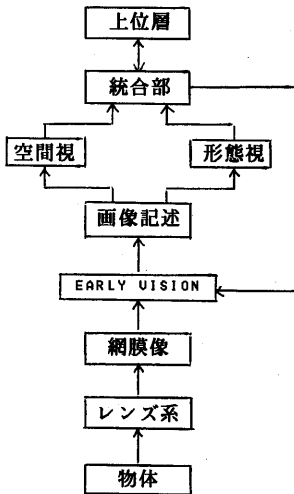 上位層
統合部
空間視
形態視
画像記述
EARLY VISION
網膜像
レンズ系
物体